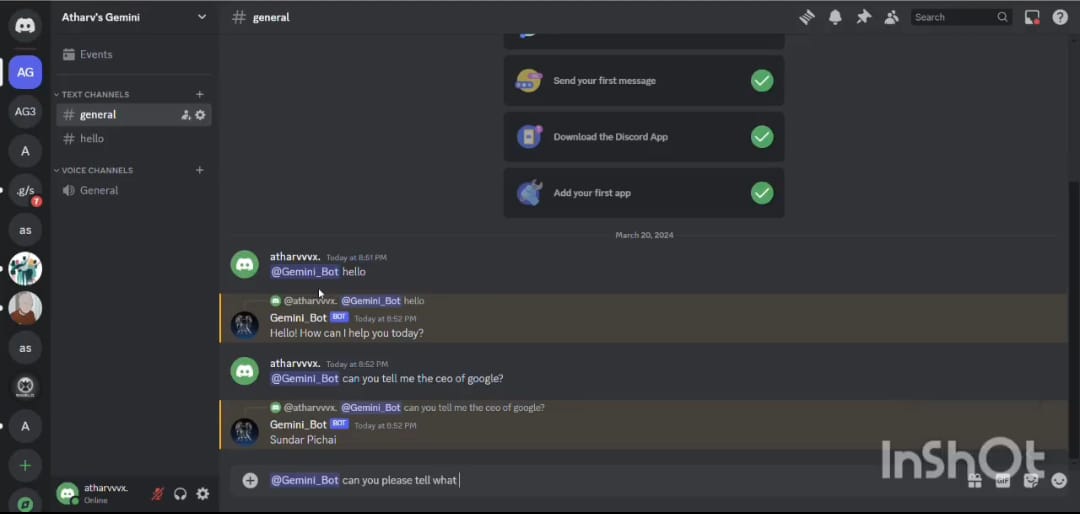 Atharv's Gemini
# general
Search
Events
AG
AG3
A
.g/s
7
as
as
A
TEXT CHANNELS
# general
# hello
VOICE CHANNELS
General
Send your first message
Download the Discord App
Add your first app
March 20, 2024
atharvvvx. Today at 8:51 PM
@Gemini_Bot hello
@atharvvvx. @Gemini_Bot hello
Gemini_Bot BOT Today at 8:52 PM
Hello! How can I help you today?
atharvvvx. Today at 8:52 PM
@Gemini_Bot can you tell me the ceo of google?
@atharvvvx. @Gemini_Bot can you tell me the ceo of google?
Gemini_Bot BOT Today at 8:52 PM
Sundar Pichai
@Gemini_Bot can you please tell what
GIF
InShOt
atharvvvx.
Online